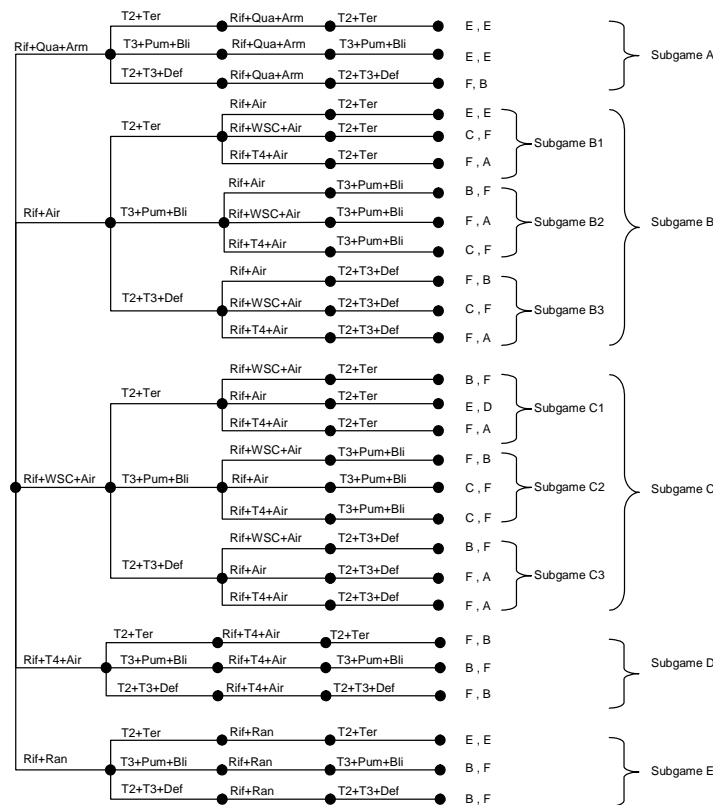 T2+Ter Rif+Qua+Arm T2+Ter E, E
Rif+Qua+Arm T3+Pum+Bli Rif+Qua+Arm T3+Pum+Bli E, E Subgame A
T2+T3+Def Rif+Qua+Arm T2+T3+Def F, B
Rif+Air T2+Ter E, E
T2+Ter Rif+WSC+Air T2+Ter C, F Subgame B1
Rif+T4+Air T2+Ter F, A
Rif+Air T3+Pum+Bli B, F
Rif+Air T3+Pum+Bli Rif+WSC+Air T3+Pum+Bli F, A Subgame B2 Subgame B
Rif+T4+Air T3+Pum+Bli C, F
Rif+Air T2+T3+Def F, B
T2+T3+Def Rif+WSC+Air T2+T3+Def C, F Subgame B3
Rif+T4+Air T2+T3+Def F, A
Rif+WSC+Air T2+Ter B, F
T2+Ter Rif+Air T2+Ter E, D Subgame C1
Rif+T4+Air T2+Ter F, A
Rif+WSC+Air T3+Pum+Bli F, B
Rif+WSC+Air T3+Pum+Bli Rif+Air T3+Pum+Bli C, F Subgame C2 Subgame C
Rif+T4+Air T3+Pum+Bli C, F
Rif+WSC+Air T2+T3+Def B, F
T2+T3+Def Rif+Air T2+T3+Def F, A Subgame C3
Rif+T4+Air T2+T3+Def F, A
T2+Ter Rif+T4+Air T2+Ter F, B
Rif+T4+Air T3+Pum+Bli Rif+T4+Air T3+Pum+Bli B, F Subgame D
T2+T3+Def Rif+T4+Air T2+T3+Def F, B
T2+Ter Rif+Ran T2+Ter E, E
Rif+Ran T3+Pum+Bli Rif+Ran T3+Pum+Bli B, F Subgame E
T2+T3+Def Rif+Ran T2+T3+Def B, F